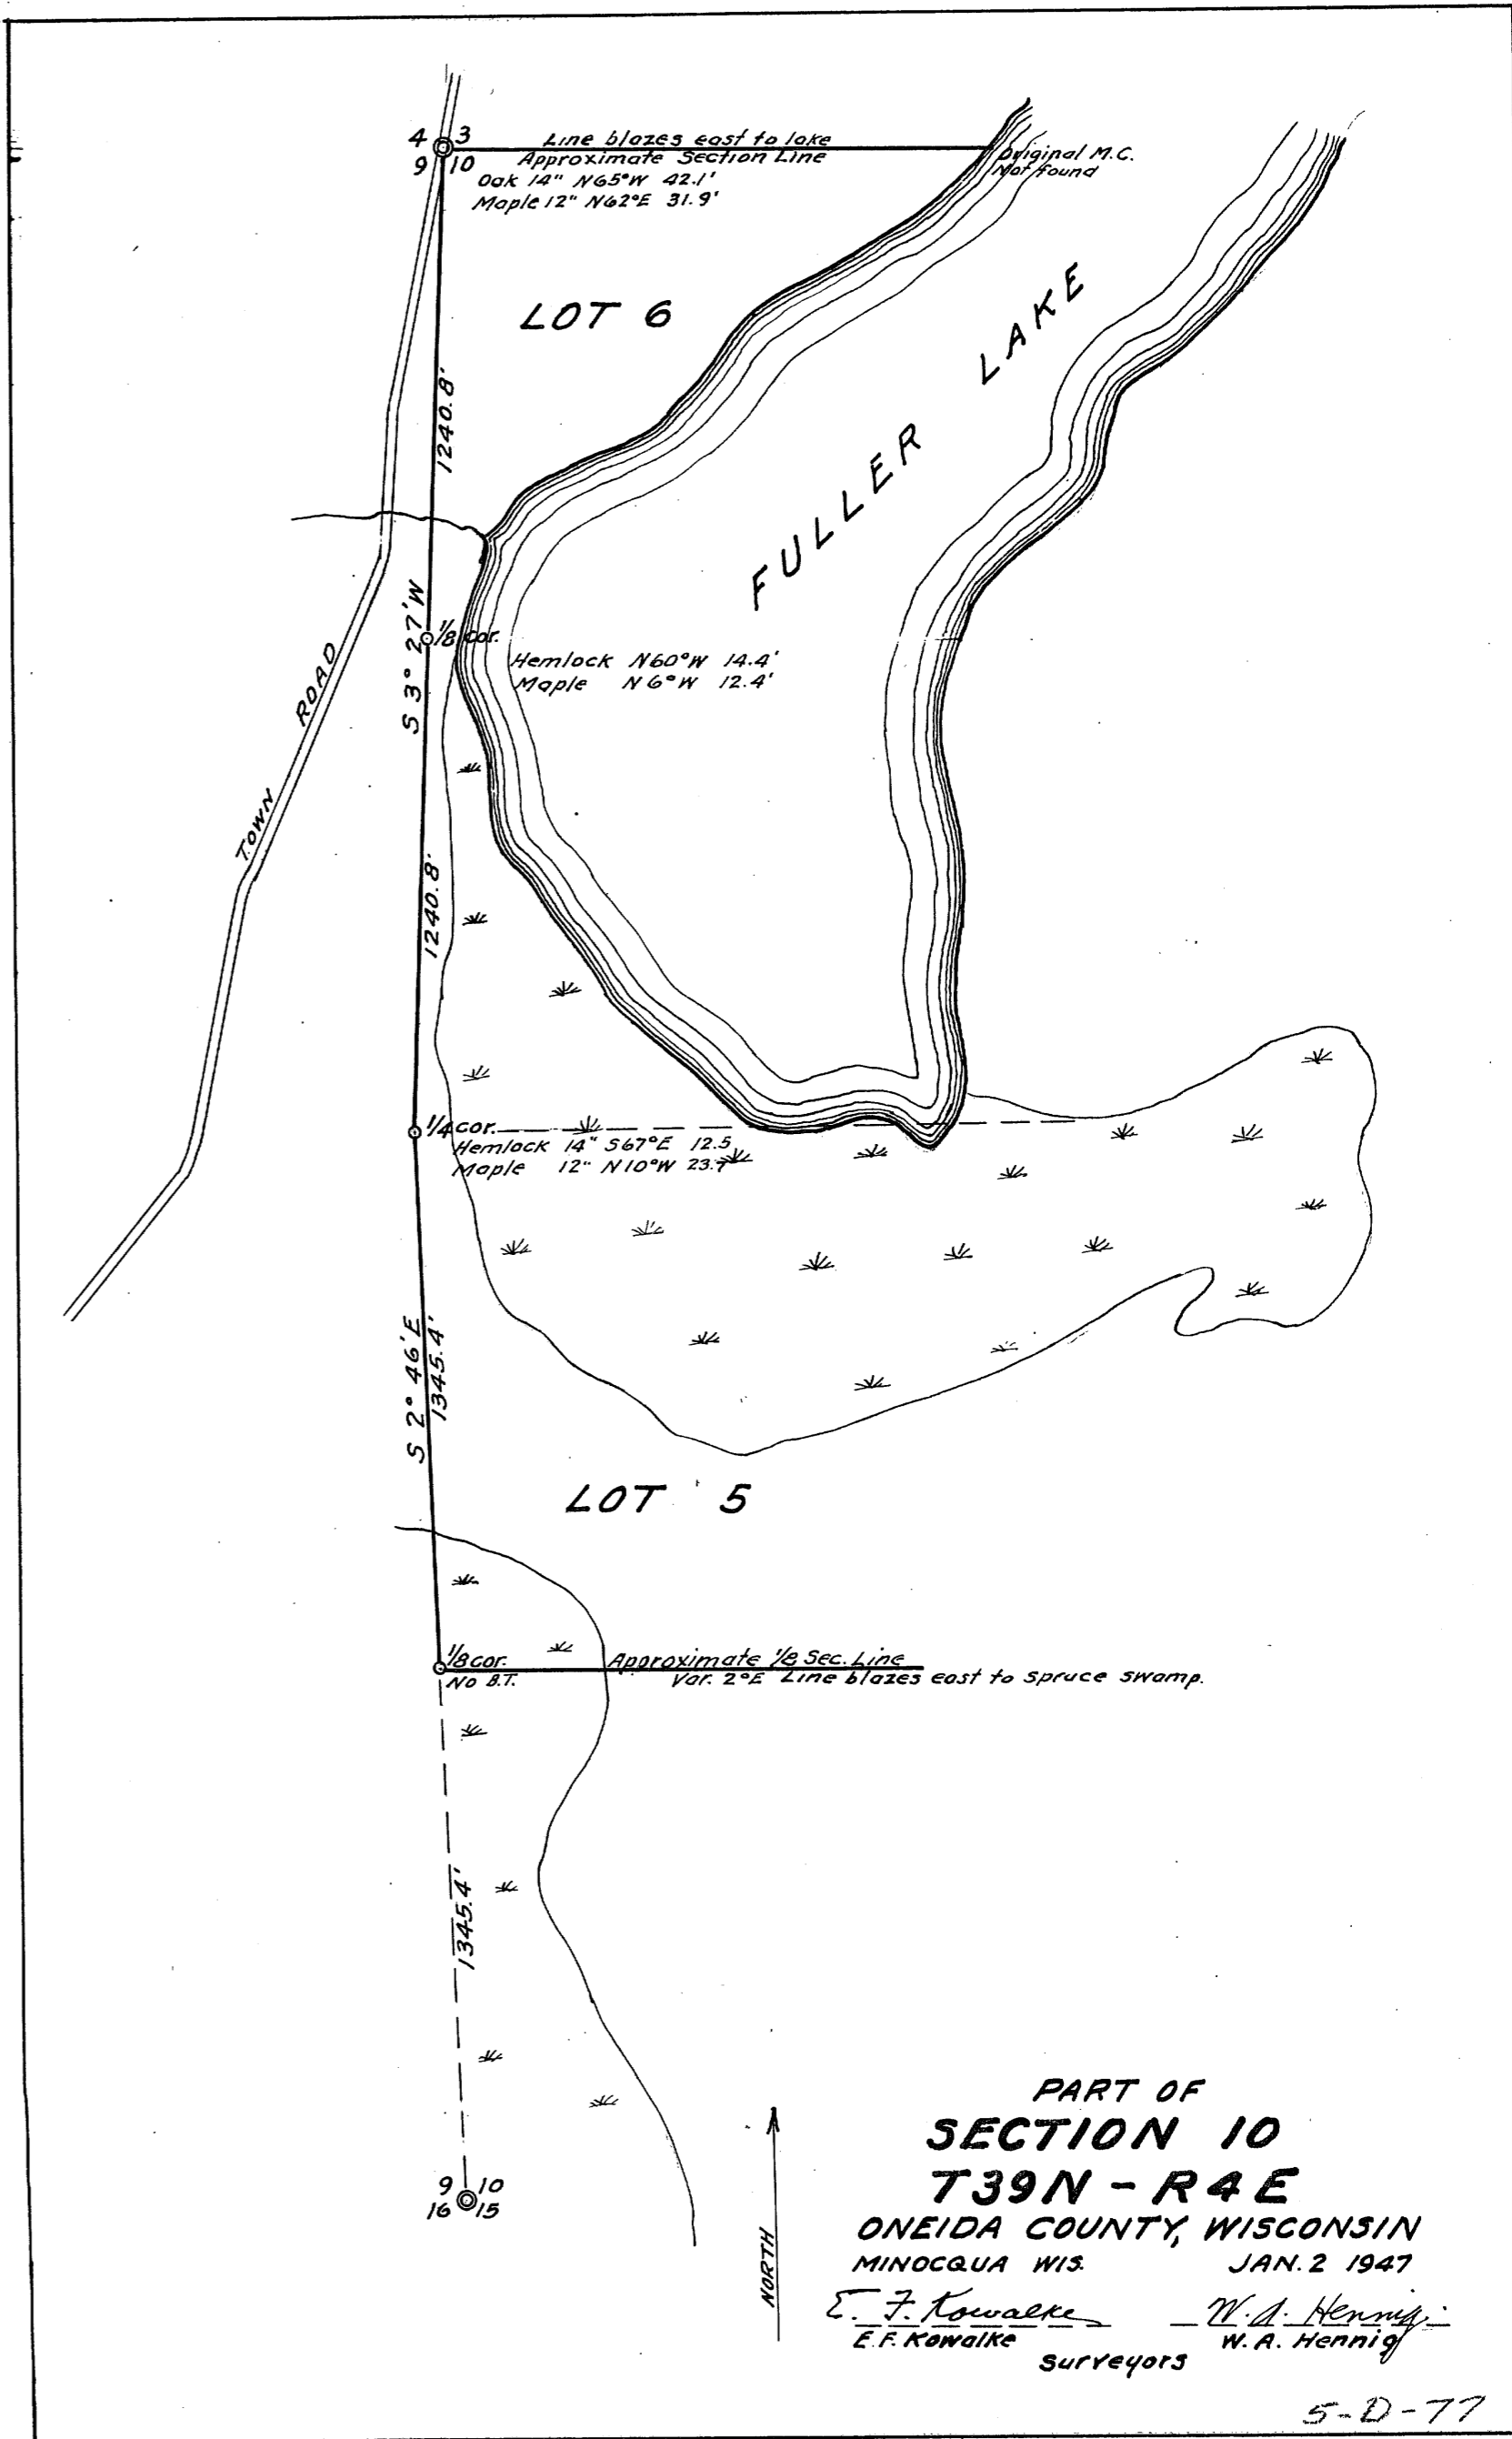 4 3
9 10
Line blazes east to lake
Approximate Section Line
Oak 14" N65°W 42.1'
Maple 12" N62°E 31.9'
Original M.C.
Not found
LOT 6
1240.8'
FULLER LAKE
S 3° 27'W
1/8 cor.
Hemlock N60°W 14.4'
Maple N6°W 12.4'
TOWN ROAD
1240.8'
1/4 cor.
Hemlock 14" S67°E 12.5
Maple 12" N10°W 23.7
S 2° 46'E
1345.4'
LOT 5
1/8 cor.
No B.T.
Approximate 1/8 Sec. Line
Var. 2°E Line blazes east to spruce swamp.
1345.4'
9 10
16 15
NORTH
PART OF
SECTION 10
T39N - R4E
ONEIDA COUNTY, WISCONSIN
MINOCQUA WIS. JAN. 2 1947
E. F. Kowalke W. A. Hennig
E. F. Kowalke W. A. Hennig
Surveyors
5-D-77